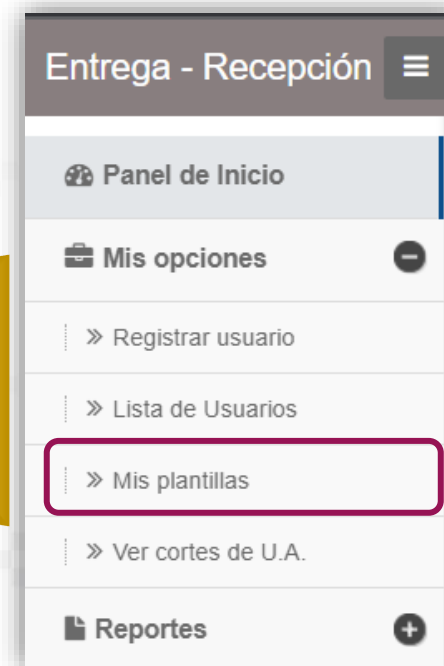 Entrega - Recepción
Panel de Inicio
Mis opciones
» Registrar usuario
» Lista de Usuarios
» Mis plantillas
» Ver cortes de U.A.
Reportes